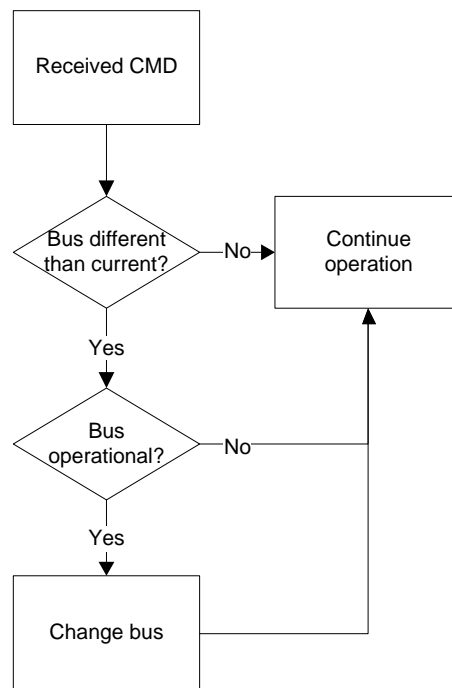 Received CMD
Bus different
than current?
No
Continue
operation
Yes
Bus
operational?
No
Yes
Change bus